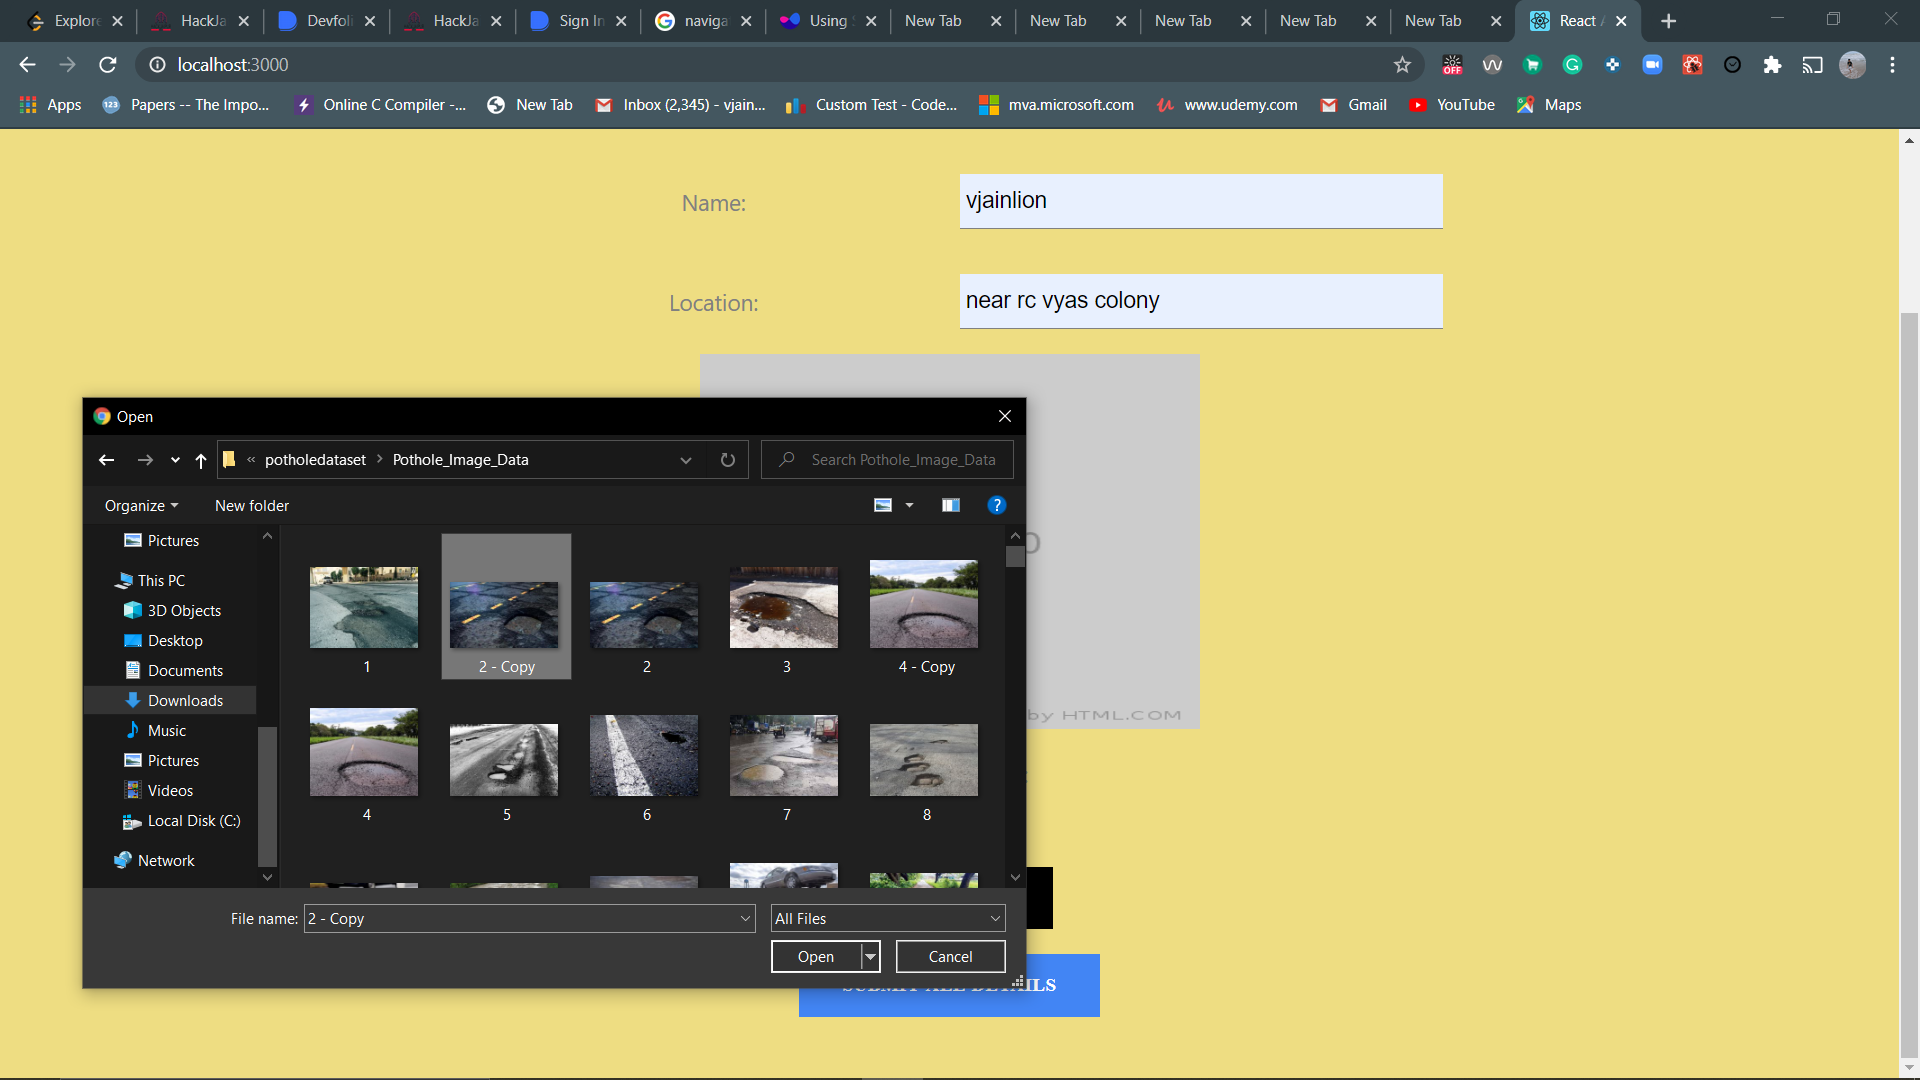 Explore
HackJa
Devfoli
HackJa
Sign In
naviga
Using
New Tab
New Tab
New Tab
New Tab
New Tab
React A
localhost:3000
OFF
Apps
123 Papers -- The Impo...
Online C Compiler -...
New Tab
Inbox (2,345) - vjain...
Custom Test - Code...
mva.microsoft.com
www.udemy.com
Gmail
YouTube
Maps
Name:
vjainlion
Location:
near rc vyas colony
Open
« potholedataset > Pothole_Image_Data
Search Pothole_Image_Data
Organize
New folder
Pictures
This PC
3D Objects
Desktop
Documents
Downloads
Music
Pictures
Videos
Local Disk (C:)
Network
1
2 - Copy
2
3
4 - Copy
4
5
6
7
8
by HTML.COM
File name:
2 - Copy
All Files
Open
Cancel
SUBMIT ALL DETAILS